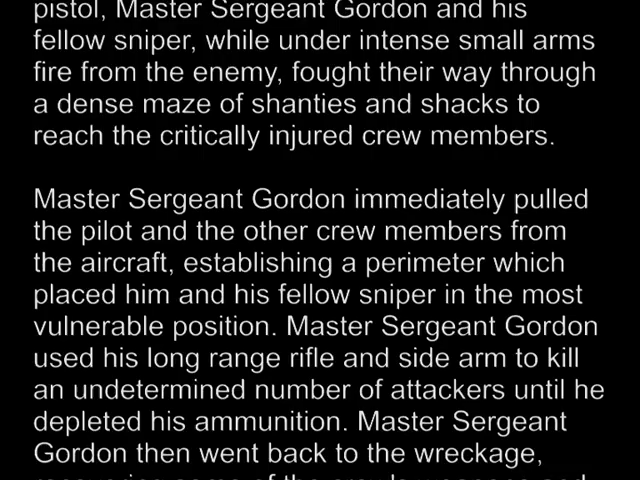 pistol, Master Sergeant Gordon and his
fellow sniper, while under intense small arms
fire from the enemy, fought their way through
a dense maze of shanties and shacks to
reach the critically injured crew members.
Master Sergeant Gordon immediately pulled
the pilot and the other crew members from
the aircraft, establishing a perimeter which
placed him and his fellow sniper in the most
vulnerable position. Master Sergeant Gordon
used his long range rifle and side arm to kill
an undetermined number of attackers until he
depleted his ammunition. Master Sergeant
Gordon then went back to the wreckage,